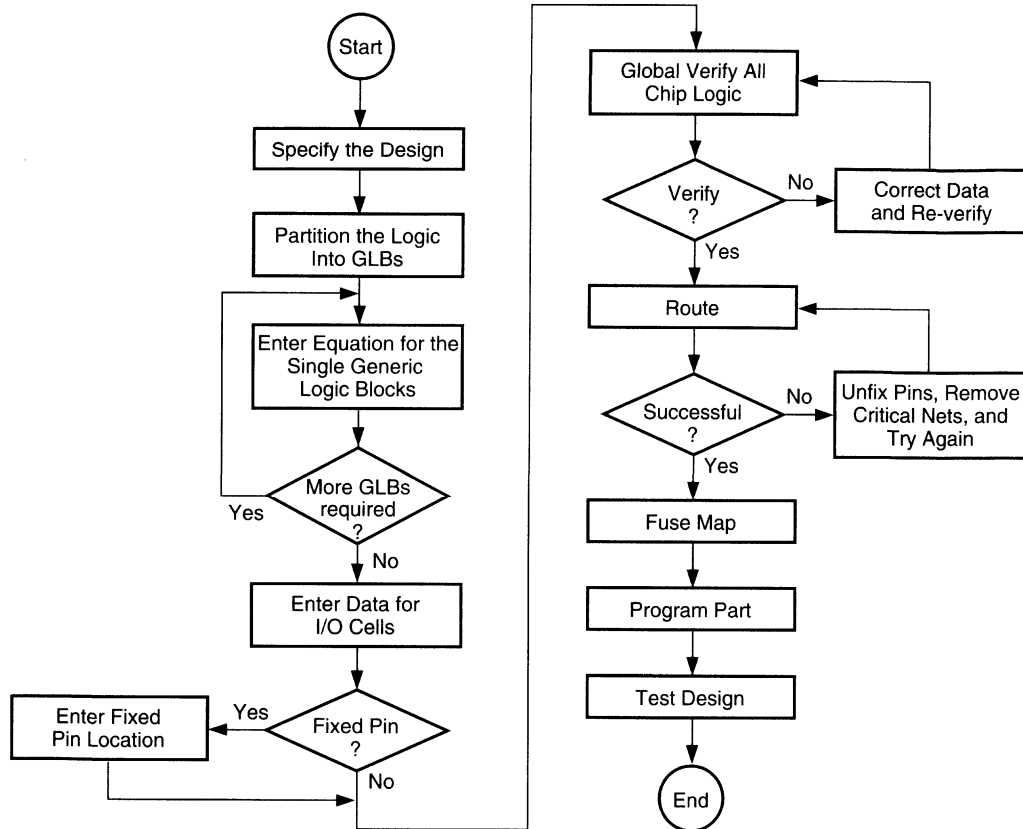 Start
Specify the Design
Partition the Logic
Into GLBs
Enter Equation for the
Single Generic
Logic Blocks
More GLBs
required
?
Yes
No
Enter Data for
I/O Cells
Fixed Pin
?
Yes
No
Enter Fixed
Pin Location
Global Verify All
Chip Logic
Verify
?
No
Yes
Correct Data
and Re-verify
Route
Successful
?
No
Yes
Unfix Pins, Remove
Critical Nets, and
Try Again
Fuse Map
Program Part
Test Design
End